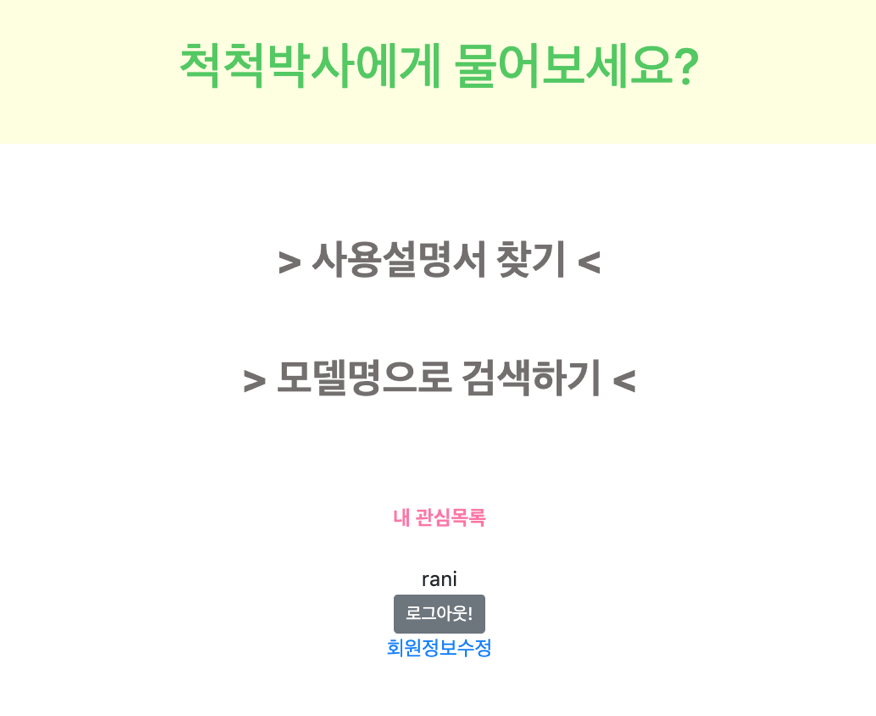 척척박사에게 물어보세요?
> 사용설명서 찾기 <
> 모델명으로 검색하기 <
내 관심목록
rani
로그아웃!
회원정보수정